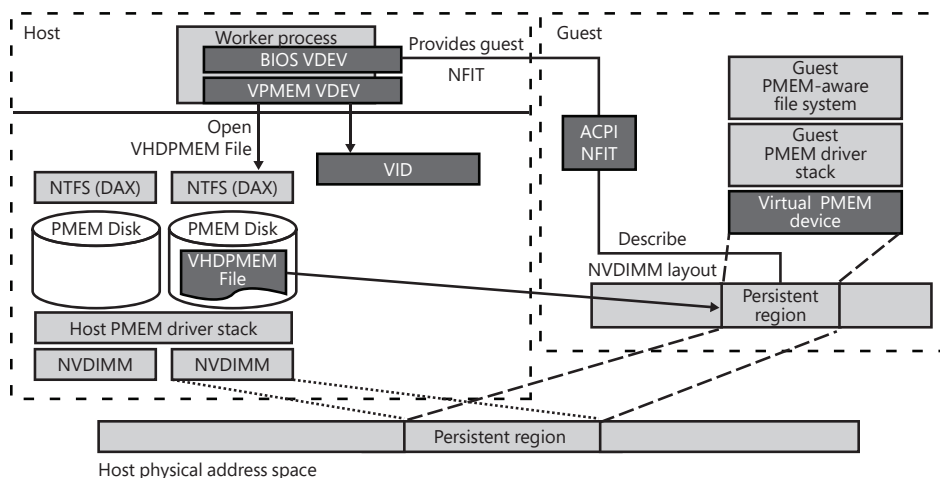 Host
Worker process
BIOS VDEV
VPMEM VDEV
Provides guest
NFIT
Open
VHDPMEM File
VID
NTFS (DAX)
NTFS (DAX)
PMEM Disk
PMEM Disk
VHDPMEM
File
Host PMEM driver stack
NVDIMM
NVDIMM
Guest
Guest
PMEM-aware
file system
ACPI
NFIT
Guest
PMEM driver
stack
Virtual PMEM
device
Describe
NVDIMM layout
Persistent
region
Persistent region
Host physical address space